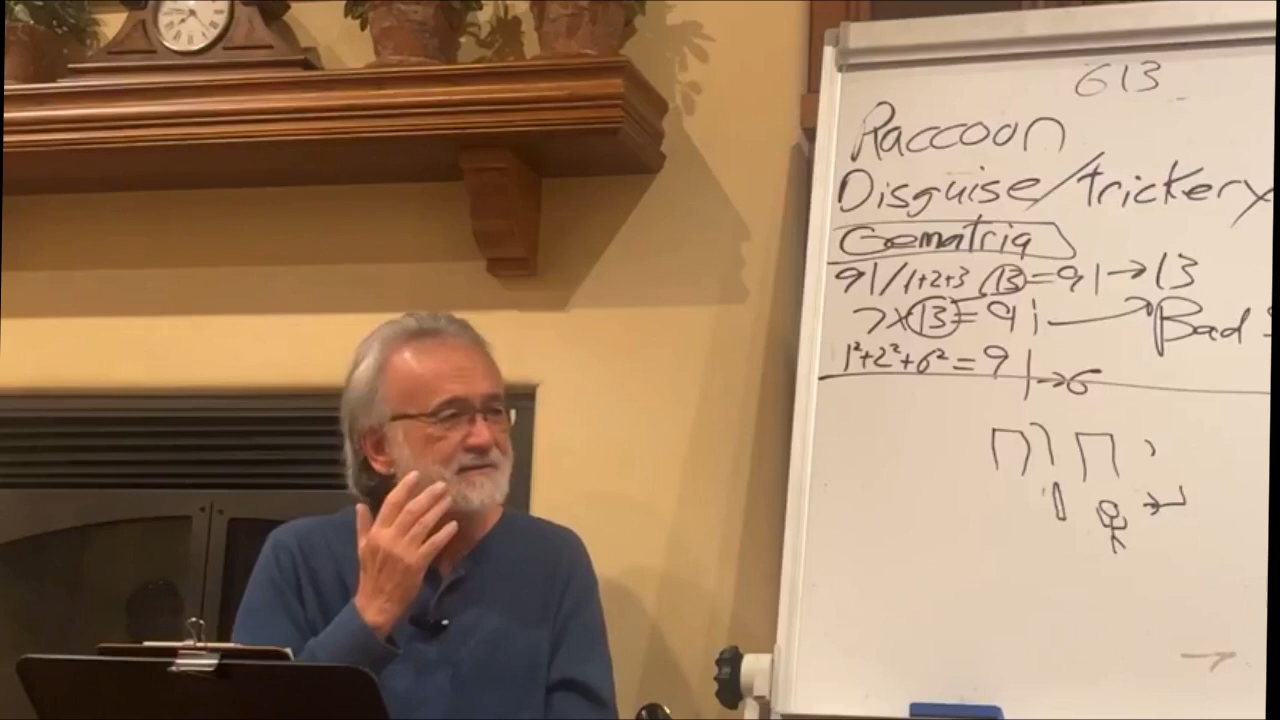 613
Raccoon
Disguise/trickery
Gematria
91/1+2+3 /13=91→13
7×13=91→Bad
1²+2²+6²=91→6